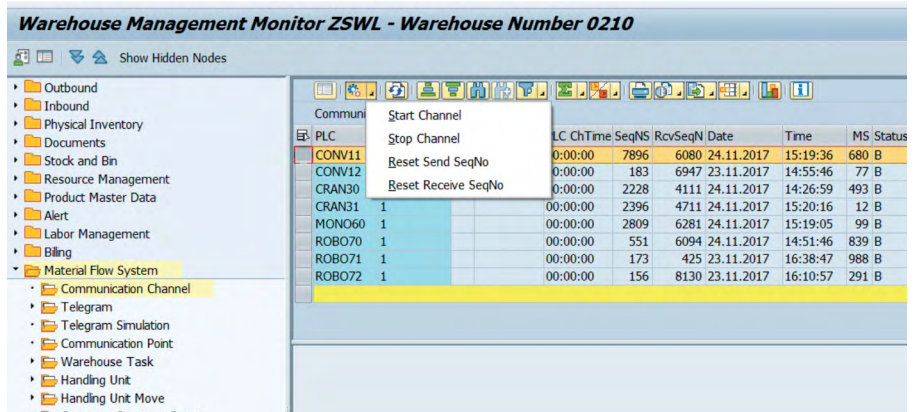 Warehouse Management Monitor ZSWL - Warehouse Number 0210
Show Hidden Nodes
Outbound
Inbound
Physical Inventory
Documents
Stock and Bin
Resource Management
Product Master Data
Alert
Labor Management
Billing
Material Flow System
Communication Channel
Telegram
Telegram Simulation
Communication Point
Warehouse Task
Handling Unit
Handling Unit Move
Communi
Start Channel
Stop Channel
Reset Send SeqNo
Reset Receive SeqNo
PLC LC ChTime SeqNS RcvSeqN Date Time MS Status
CONV11 0:00:00 7896 6080 24.11.2017 15:19:36 680 B
CONV12 00:00:00 183 6947 23.11.2017 14:55:46 77 B
CRAN30 00:00:00 2228 4111 24.11.2017 14:26:59 493 B
CRAN31 1 00:00:00 2396 4711 24.11.2017 15:20:16 12 B
MONO60 1 00:00:00 2809 6281 24.11.2017 15:19:05 99 B
ROBO70 1 00:00:00 551 6094 24.11.2017 14:51:46 839 B
ROBO71 1 00:00:00 173 425 23.11.2017 16:38:47 988 B
ROBO72 1 00:00:00 156 8130 23.11.2017 16:10:57 291 B